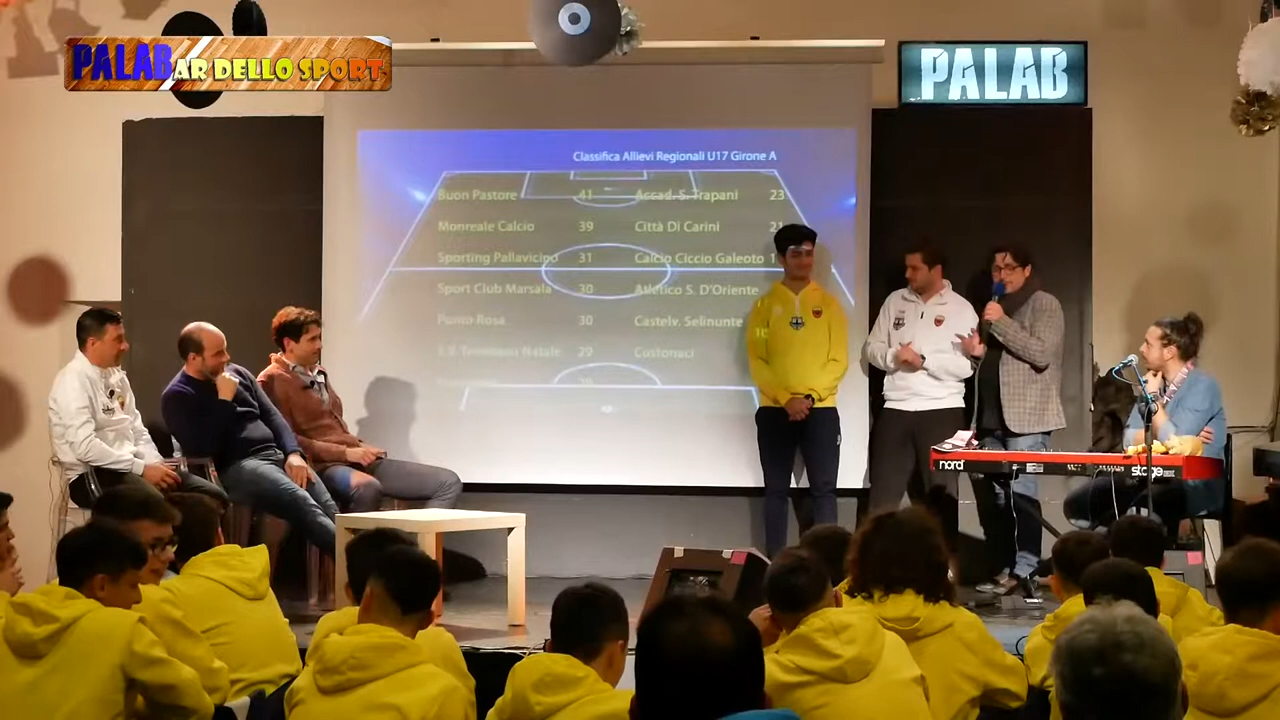 PALABAR DELLO SPORT
PALAB
Classifica Allievi Regionali U17 Girone A
Buon Pastore 41 Accad. S. Trapani 23
Monreale Calcio 39 Città Di Carini 21
Sporting Pallavicino 31 Calcio Ciccio Galeoto
Sport Club Marsala 30 Atletico S. D'Oriente
Punto Rosa 30 Castelv. Selinunte
29 Custonaci
nord stage